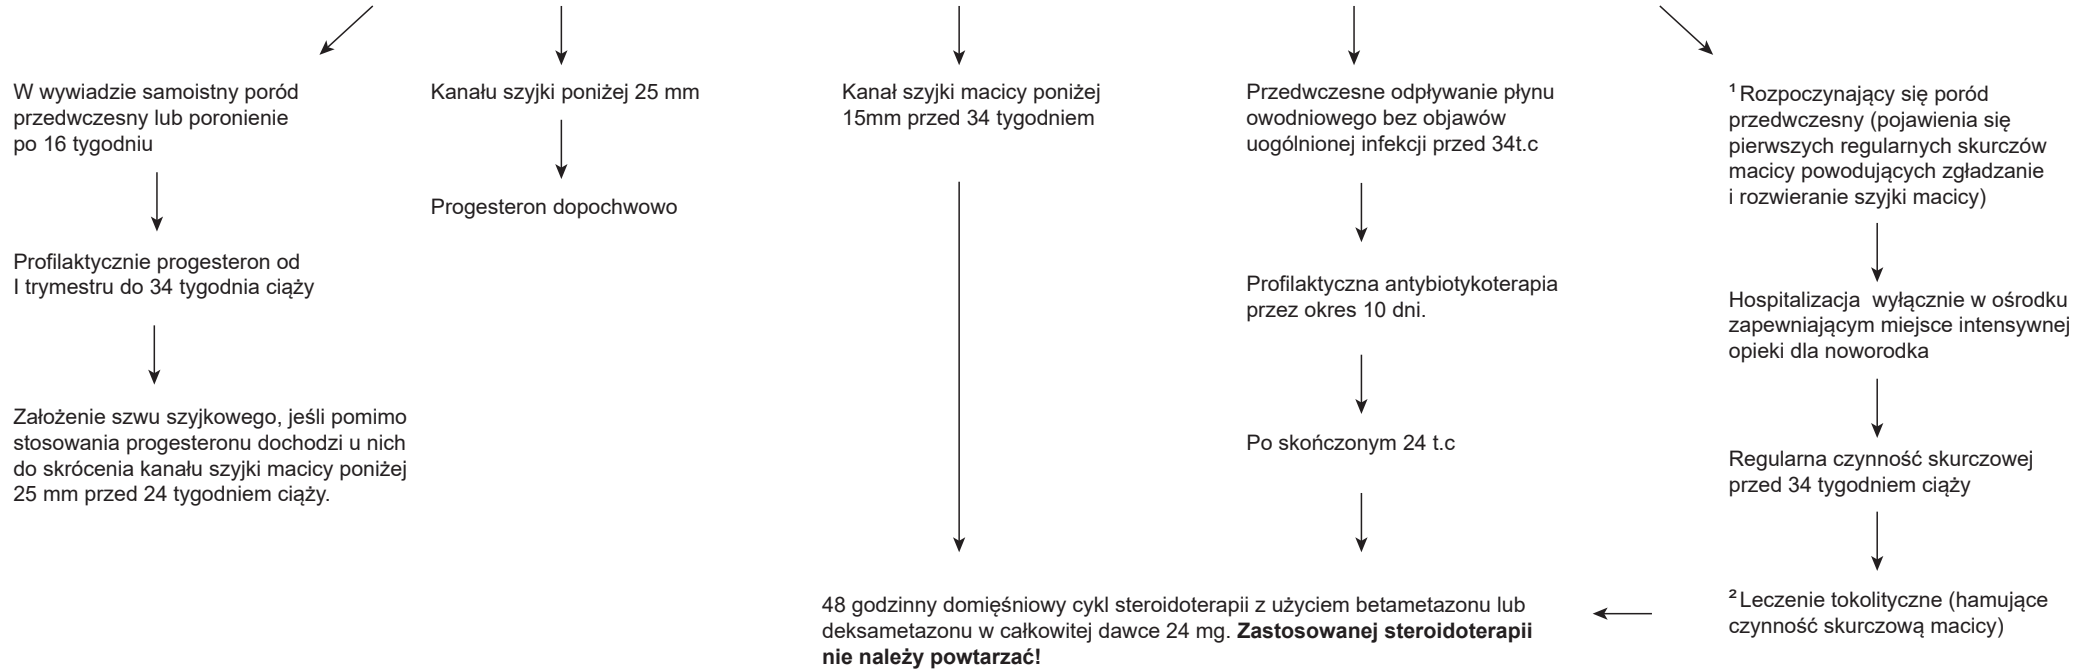 W wywiadzie samoistny poród
przedwczesny lub poronienie
po 16 tygodniu
Profilaktycznie progesteron od
I trymestru do 34 tygodnia ciąży
Założenie szwu szyjkowego, jeśli pomimo
stosowania progesteronu dochodzi u nich
do skrócenia kanału szyjki macicy poniżej
25 mm przed 24 tygodniem ciąży.
Kanału szyjki poniżej 25 mm
Progesteron dopochwowo
Kanał szyjki macicy poniżej
15mm przed 34 tygodniem
Przedwczesne odpływanie płynu
owodniowego bez objawów
uogólnionej infekcji przed 34t.c
Profilaktyczna antybiotykoterapia
przez okres 10 dni.
Po skończonym 24 t.c
¹ Rozpoczynający się poród
przedwczesny (pojawienia się
pierwszych regularnych skurczów
macicy powodujących zgładzanie
i rozwieranie szyjki macicy)
Hospitalizacja wyłącznie w ośrodku
zapewniającym miejsce intensywnej
opieki dla noworodka
Regularna czynność skurczowej
przed 34 tygodniem ciąży
² Leczenie tokolityczne (hamujące
czynność skurczową macicy)
48 godzinny domięśniowy cykl steroidoterapii z użyciem betametazonu lub
deksametazonu w całkowitej dawce 24 mg. Zastosowanej steroidoterapii
nie należy powtarzać!